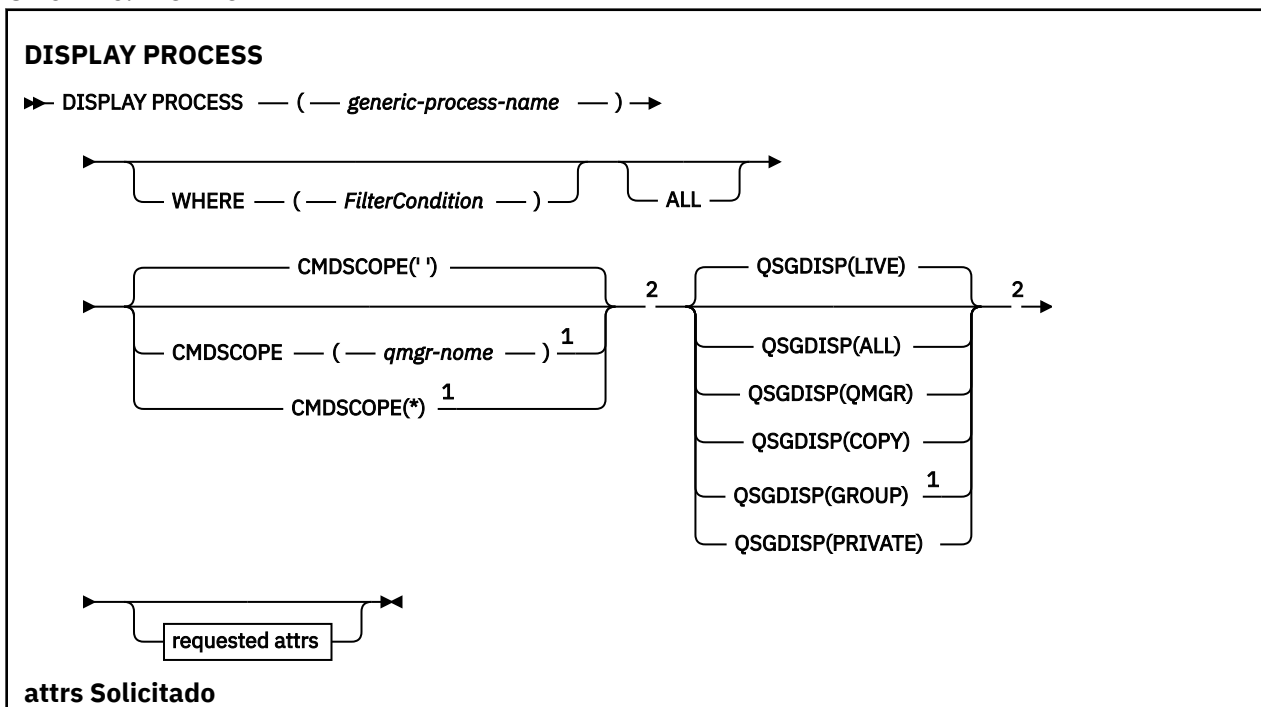 DISPLAY PROCESS
DISPLAY PROCESS ( generic-process-name )
WHERE ( FilterCondition ) ALL
CMDSCOPE(' ')
CMDSCOPE ( qmgr-nome ) 1
CMDSCOPE(*) 1
2
QSGDISP(LIVE)
QSGDISP(ALL)
QSGDISP(QMGR)
QSGDISP(COPY)
QSGDISP(GROUP) 1
QSGDISP(PRIVATE)
2
requested attrs
attrs Solicitado